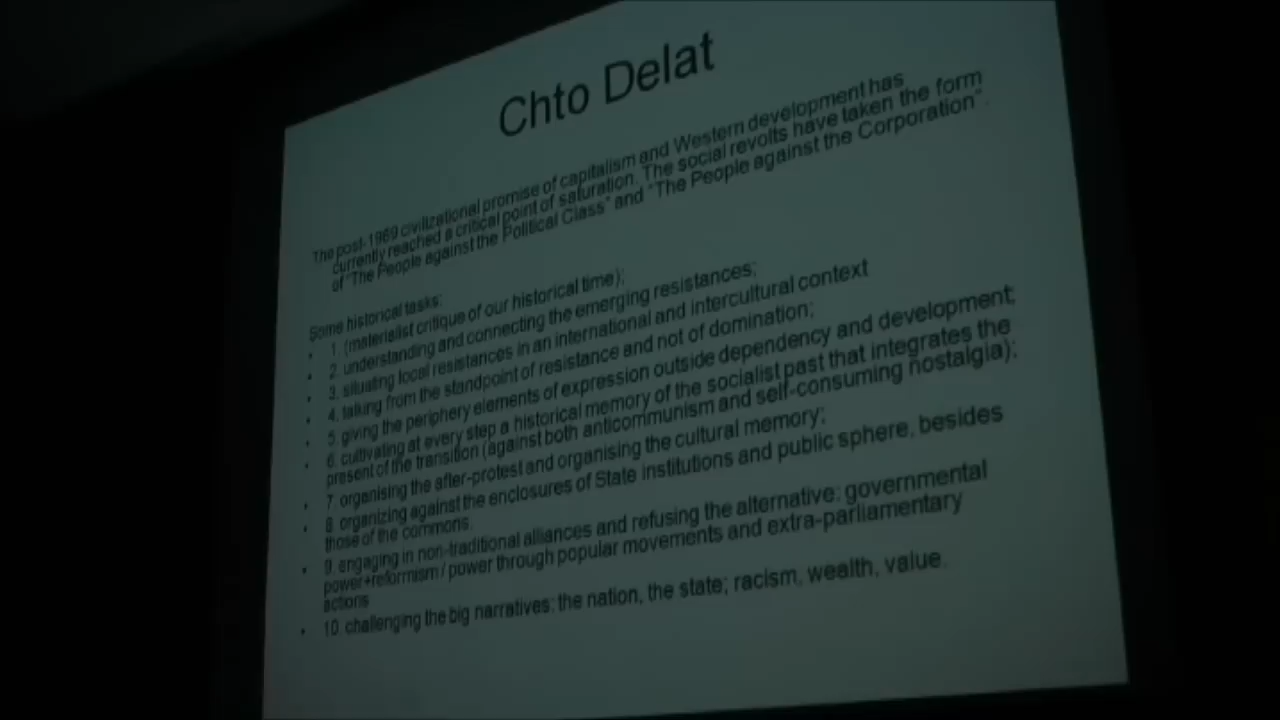 Chto Delat
The post-1989 civilizational promise of capitalism and Western development has
currently reached a critical point of saturation. The social revolts have taken the form
of "The People against the Political Class" and "The People against the Corporation".
Some historical tasks:
• 1. (materialist critique of our historical time);
• 2. understanding and connecting the emerging resistances;
• 3. situating local resistances in an international and intercultural context
• 4. talking from the standpoint of resistance and not of domination;
• 5. giving the periphery elements of expression outside dependency and development;
• 6. cultivating at every step a historical memory of the socialist past that integrates the
present of the transition (against both anticommunism and self-consuming nostalgia);
• 7. organising the after-protest and organising the cultural memory;
• 8. organizing against the enclosures of State institutions and public sphere, besides
those of the commons.
• 9. engaging in non-traditional alliances and refusing the alternative: governmental
power+reformism / power through popular movements and extra-parliamentary
actions
• 10. challenging the big narratives: the nation, the state; racism, wealth, value.